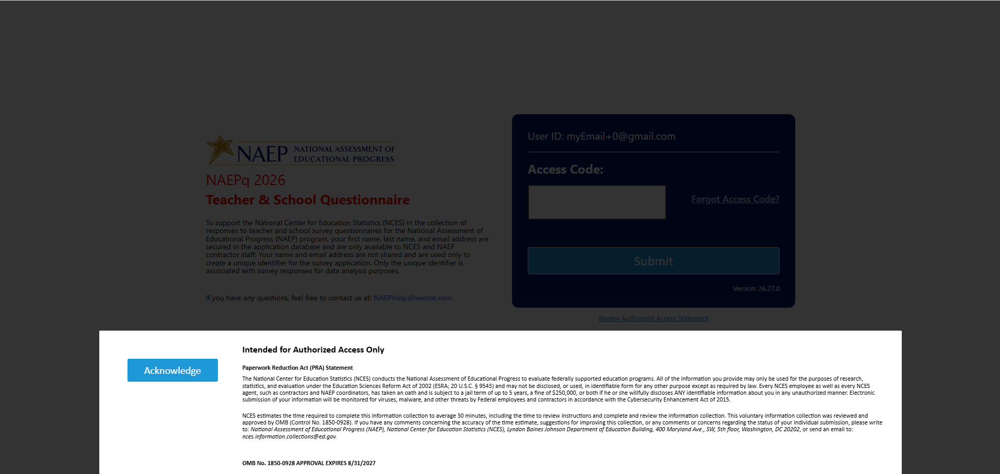 NAEP NATIONAL ASSESSMENT OF
EDUCATIONAL PROGRESS
NAEPq 2026
Teacher & School Questionnaire
To support the National Center for Education Statistics (NCES) in the collection of
responses to teacher and school survey questionnaires for the National Assessment of
Educational Progress (NAEP) program, your first name, last name, and email address are
secured in the application database and are only available to NCES and NAEP
contractor staff. Your name and email address are not shared and are used only to
create a unique identifier for the survey application. Only the unique identifier is
associated with survey responses for data analysis purposes.
If you have any questions, feel free to contact us at: NAEPHelp@westat.com
User ID: myEmail+0@gmail.com
Access Code:
Forgot Access Code?
Submit
Version: 26.27.0
Review Authorized Access Statement
Acknowledge
Intended for Authorized Access Only
Paperwork Reduction Act (PRA) Statement
The National Center for Education Statistics (NCES) conducts the National Assessment of Educational Progress to evaluate federally supported education programs. All of the information you provide may only be used for the purposes of research,
statistics, and evaluation under the Education Sciences Reform Act of 2002 (ESRA; 20 U.S.C. § 9543) and may not be disclosed, or used, in identifiable form for any other purpose except as required by law. Every NCES employee as well as every NCES
agent, such as contractors and NAEP coordinators, has taken an oath and is subject to a jail term of up to 5 years, a fine of $250,000, or both if he or she willfully discloses ANY identifiable information about you in any unauthorized manner. Electronic
submission of your information will be monitored for viruses, malware, and other threats by Federal employees and contractors in accordance with the Cybersecurity Enhancement Act of 2015.
NCES estimates the time required to complete this information collection to average 30 minutes, including the time to review instructions and complete and review the information collection. This voluntary information collection was reviewed and
approved by OMB (Control No. 1850-0928). If you have any comments concerning the accuracy of the time estimate, suggestions for improving this collection, or any comments or concerns regarding the status of your individual submission, please write
to: National Assessment of Educational Progress (NAEP), National Center for Education Statistics (NCES), Lyndon Baines Johnson Department of Education Building, 400 Maryland Ave., SW, 5th floor, Washington, DC 20202, or send an email to:
nces.information.collections@ed.gov.
OMB No. 1850-0928 APPROVAL EXPIRES 8/31/2027